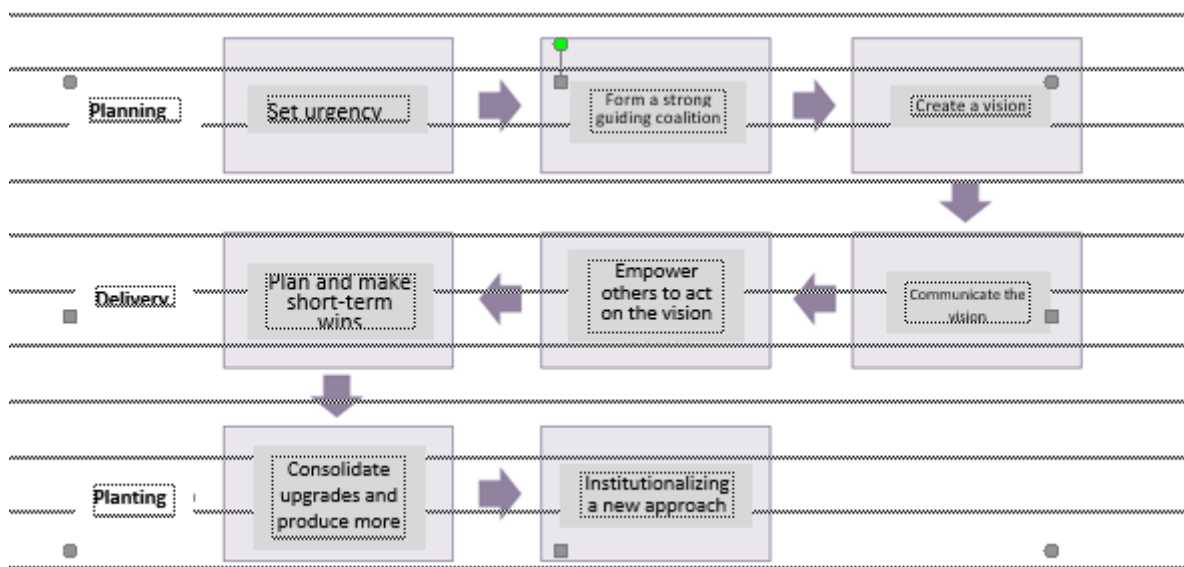 Planning
Set urgency
Form a strong
guiding coalition
Create a vision
Delivery
Plan and make
short-term
wins
Empower
others to act
on the vision
Communicate the
vision
Planting
Consolidate
upgrades and
produce more
Institutionalizing
a new approach